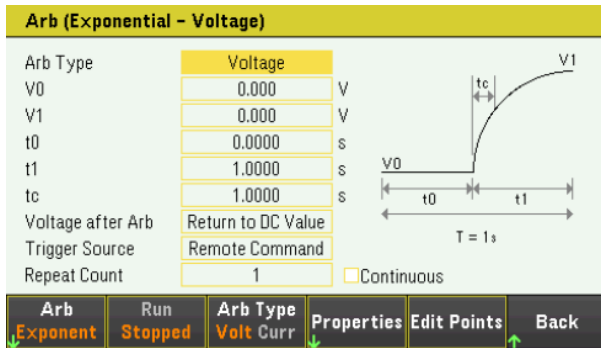 Arb (Exponential - Voltage)
Arb Type Voltage
V0 0.000 V
V1 0.000 V
t0 0.0000 s
t1 1.0000 s
tc 1.0000 s
Voltage after Arb Return to DC Value
Trigger Source Remote Command
Repeat Count 1 Continuous
V1
tc
V0
t0 t1
T = 1s
Arb Run Arb Type Properties Edit Points Back
Exponent Stopped Volt Curr